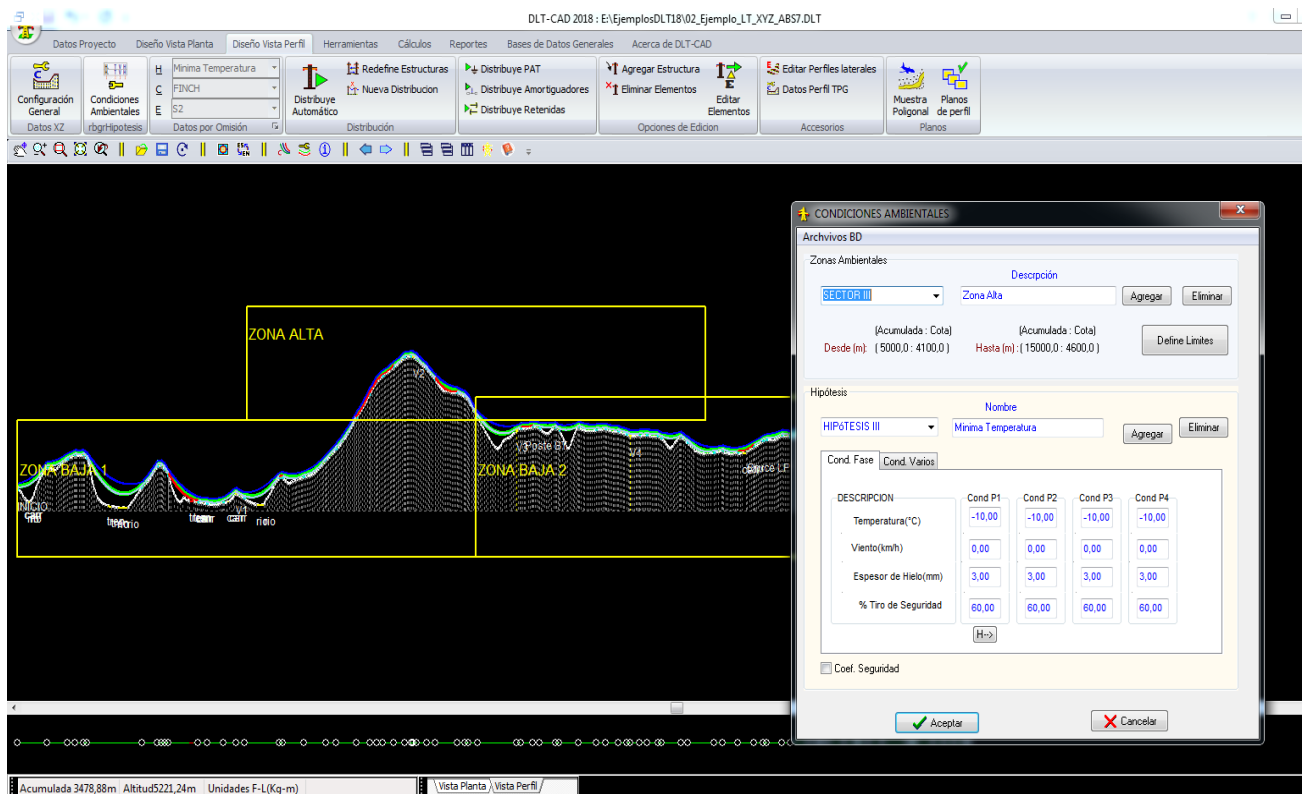 DLT-CAD 2018 : E:\EjemplosDLT18\02_Ejemplo_LT_XYZ_ABS7.DLT
Datos Proyecto Diseño Vista Planta Diseño Vista Perfil Herramientas Cálculos Reportes Bases de Datos Generales Acerca de DLT-CAD
Configuración General
Datos XZ
Condiciones Ambientales
rbgrHipotesis
H Minima Temperatura
C FINCH
E S2
Datos por Omisión
Distribuye Automático
Redefine Estructuras
Nueva Distribucion
Distribución
Distribuye PAT
Distribuye Amortiguadores
Distribuye Retenidas
Agregar Estructura
Eliminar Elementos
Editar Elementos
Opciones de Edicion
Editar Perfiles laterales
Datos Perfil TPG
Accesorios
Muestra Poligonal
Planos de perfil
Planos
ZONA ALTA
V2
ZONA BAJA 1
INICIO
V1
rio
ZONA BAJA 2
V3
Poste BT
V4
CONDICIONES AMBIENTALES
X
Archvivos BD
Zonas Ambientales
Descrpción
SECTOR III
Zona Alta
Agregar
Eliminar
(Acumulada : Cota) (Acumulada : Cota)
Desde (m): ( 5000,0 : 4100,0 ) Hasta (m) :( 15000,0 : 4600,0 )
Define Limites
Hipótesis
Nombre
HIPóTESIS III
Minima Temperatura
Agregar
Eliminar
Cond. Fase Cond. Varios
DESCRIPCION Cond P1 Cond P2 Cond P3 Cond P4
Temperatura(°C) -10,00 -10,00 -10,00 -10,00
Viento(km/h) 0,00 0,00 0,00 0,00
Espesor de Hielo(mm) 3,00 3,00 3,00 3,00
% Tiro de Seguridad 60,00 60,00 60,00 60,00
H-->
Coef. Seguridad
Aceptar
Cancelar
Acumulada 3478,88m Altitud5221,24m Unidades F-L(Kg-m)
Vista Planta Vista Perfil